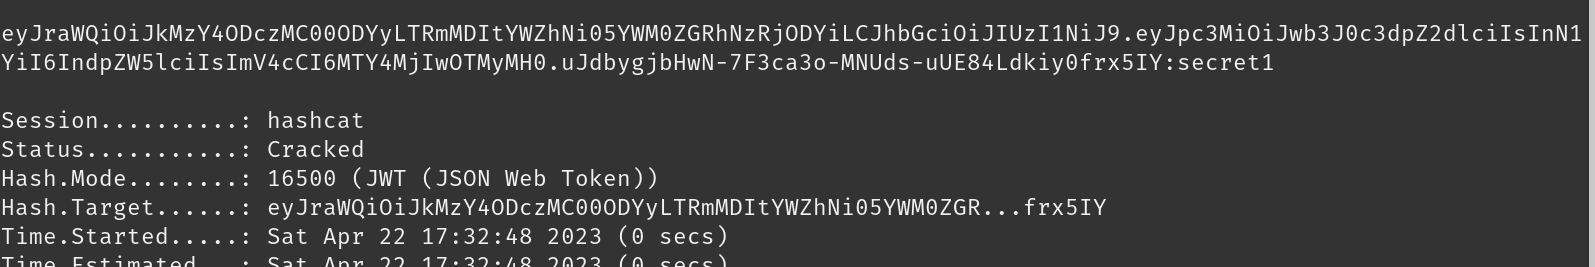 eyJraWQiOiJkMzY4ODczMC00ODYyLTRmMDItYWZhNi05YWM0ZGRhNzRjODYiLCJhbGciOiJIUzI1NiJ9.eyJpc3MiOiJwb3J0c3dpZ2dlciIsInN1
YiI6IndpZW5lciIsImV4cCI6MTY4MjIwOTMyMH0.uJdbygjbHwN-7F3ca3o-MNUds-uUE84Ldkiy0frx5IY:secret1
Session..........: hashcat
Status...........: Cracked
Hash.Mode........: 16500 (JWT (JSON Web Token))
Hash.Target......: eyJraWQiOiJkMzY4ODczMC00ODYyLTRmMDItYWZhNi05YWM0ZGR...frx5IY
Time.Started.....: Sat Apr 22 17:32:48 2023 (0 secs)
Time.Estimated...: Sat Apr 22 17:32:48 2023 (0 secs)